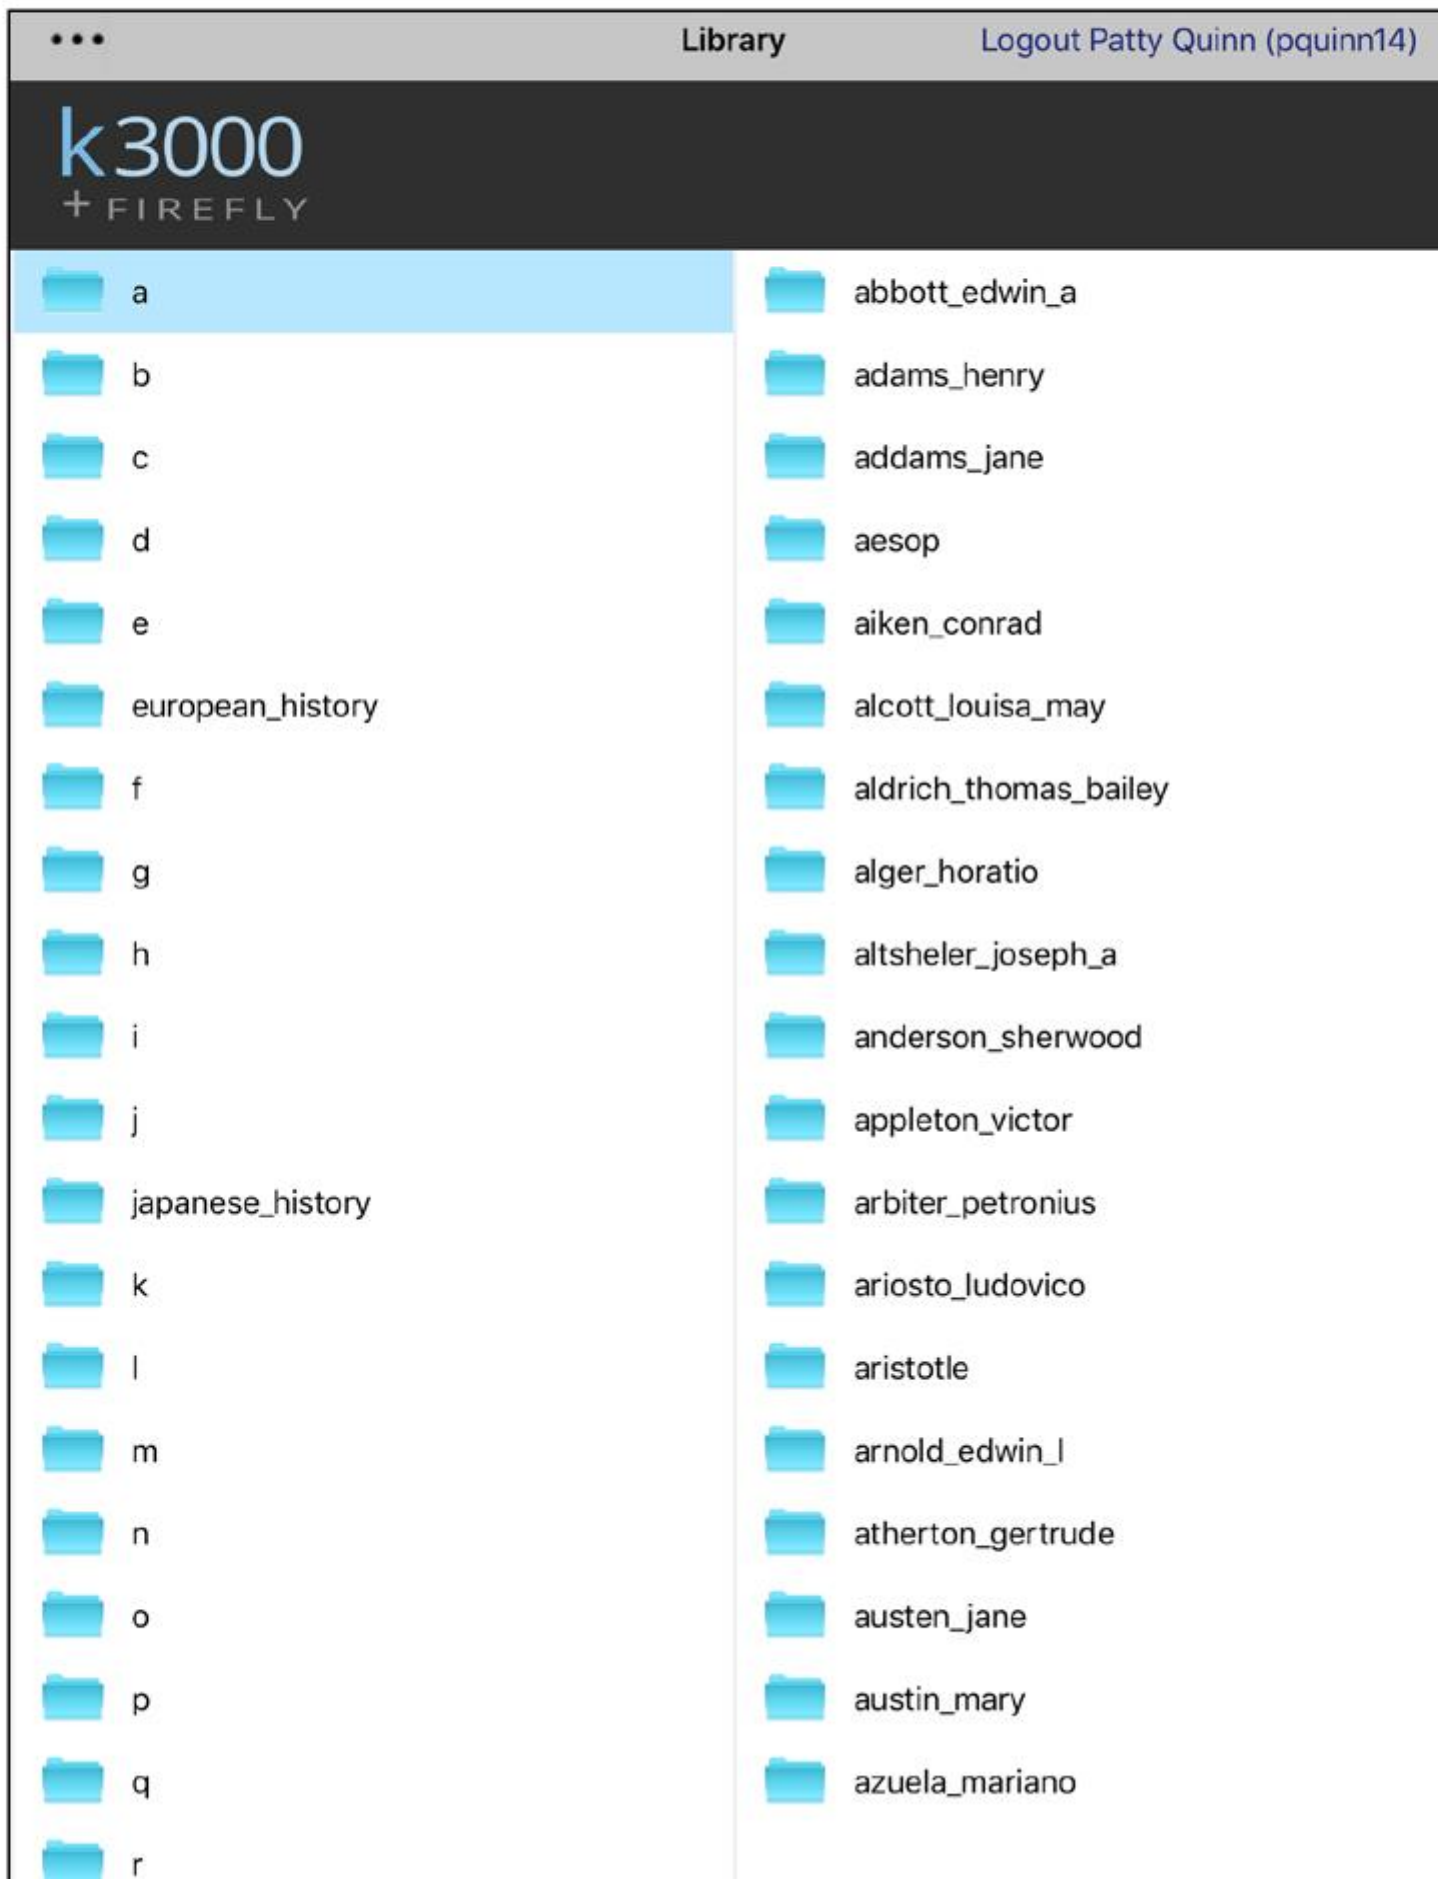 Library
Logout Patty Quinn (pquinn14)
k3000
+ FIREFLY
a
b
c
d
e
european_history
f
g
h
i
j
japanese_history
k
l
m
n
o
p
q
r
abbott_edwin_a
adams_henry
addams_jane
aesop
aiken_conrad
alcott_louisa_may
aldrich_thomas_bailey
alger_horatio
altsheler_joseph_a
anderson_sherwood
appleton_victor
arbiter_petronius
ariosto_ludovico
aristotle
arnold_edwin_l
atherton_gertrude
austen_jane
austin_mary
azuela_mariano